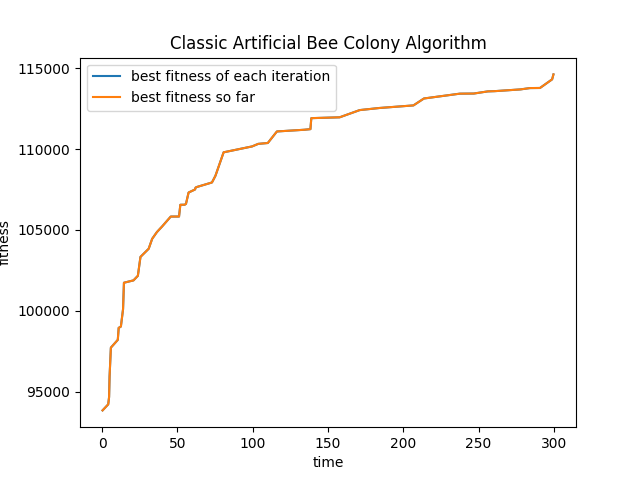 Classic Artificial Bee Colony Algorithm
best fitness of each iteration
best fitness so far
115000
110000
105000
100000
95000
fitness
0 50 100 150 200 250 300
time